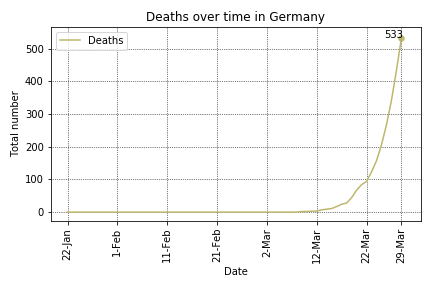 Deaths over time in Germany
Deaths
533
500
400
300
200
100
0
Total number
22-Jan
1-Feb
11-Feb
21-Feb
2-Mar
12-Mar
22-Mar
29-Mar
Date